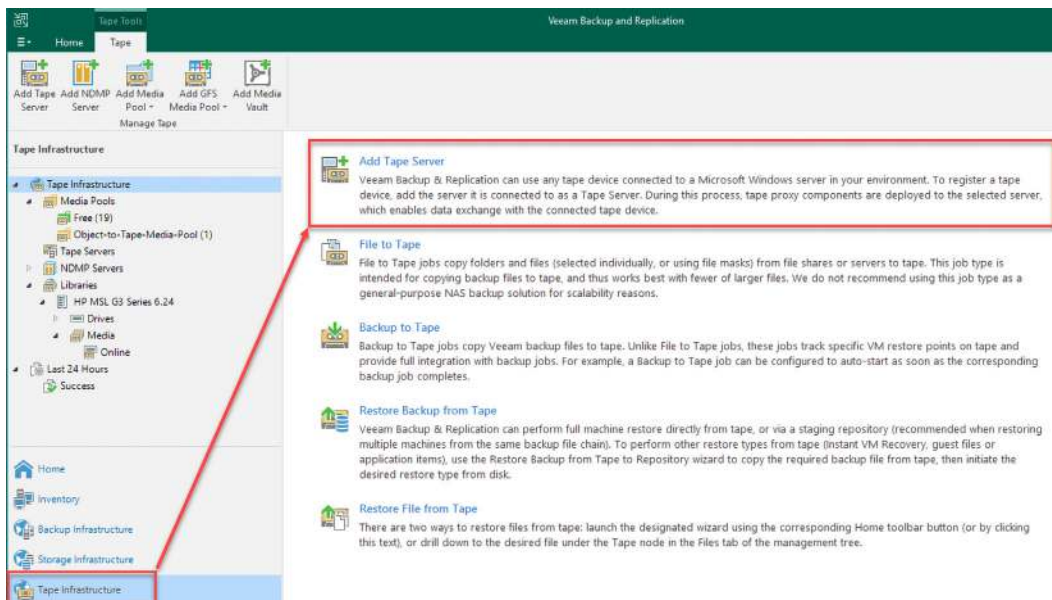 Tape Tools
Veeam Backup and Replication
Home Tape
Add Tape Server
Add NDMP Server
Add Media Pool
Add GFS Media Pool
Add Media Vault
Manage Tape
Tape Infrastructure
Tape Infrastructure
Media Pools
Free (19)
Object-to-Tape-Media-Pool (1)
Tape Servers
NDMP Servers
Libraries
HP MSL G3 Series 6.24
Drives
Media
Online
Last 24 Hours
Success
Home
Inventory
Backup Infrastructure
Storage Infrastructure
Tape Infrastructure
Add Tape Server
Veeam Backup & Replication can use any tape device connected to a Microsoft Windows server in your environment. To register a tape
device, add the server it is connected to as a Tape Server. During this process, tape proxy components are deployed to the selected server,
which enables data exchange with the connected tape device.
File to Tape
File to Tape jobs copy folders and files (selected individually, or using file masks) from file shares or servers to tape. This job type is
intended for copying backup files to tape, and thus works best with fewer of larger files. We do not recommend using this job type as a
general-purpose NAS backup solution for scalability reasons.
Backup to Tape
Backup to Tape jobs copy Veeam backup files to tape. Unlike File to Tape jobs, these jobs track specific VM restore points on tape and
provide full integration with backup jobs. For example, a Backup to Tape job can be configured to auto-start as soon as the corresponding
backup job completes.
Restore Backup from Tape
Veeam Backup & Replication can perform full machine restore directly from tape, or via a staging repository (recommended when restoring
multiple machines from the same backup file chain). To perform other restore types from tape (Instant VM Recovery, guest files or
application items), use the Restore Backup from Tape to Repository wizard to copy the required backup file from tape, then initiate the
desired restore type from disk.
Restore File from Tape
There are two ways to restore files from tape: launch the designated wizard using the corresponding Home toolbar button (or by clicking
this text), or drill down to the desired file under the Tape node in the Files tab of the management tree.